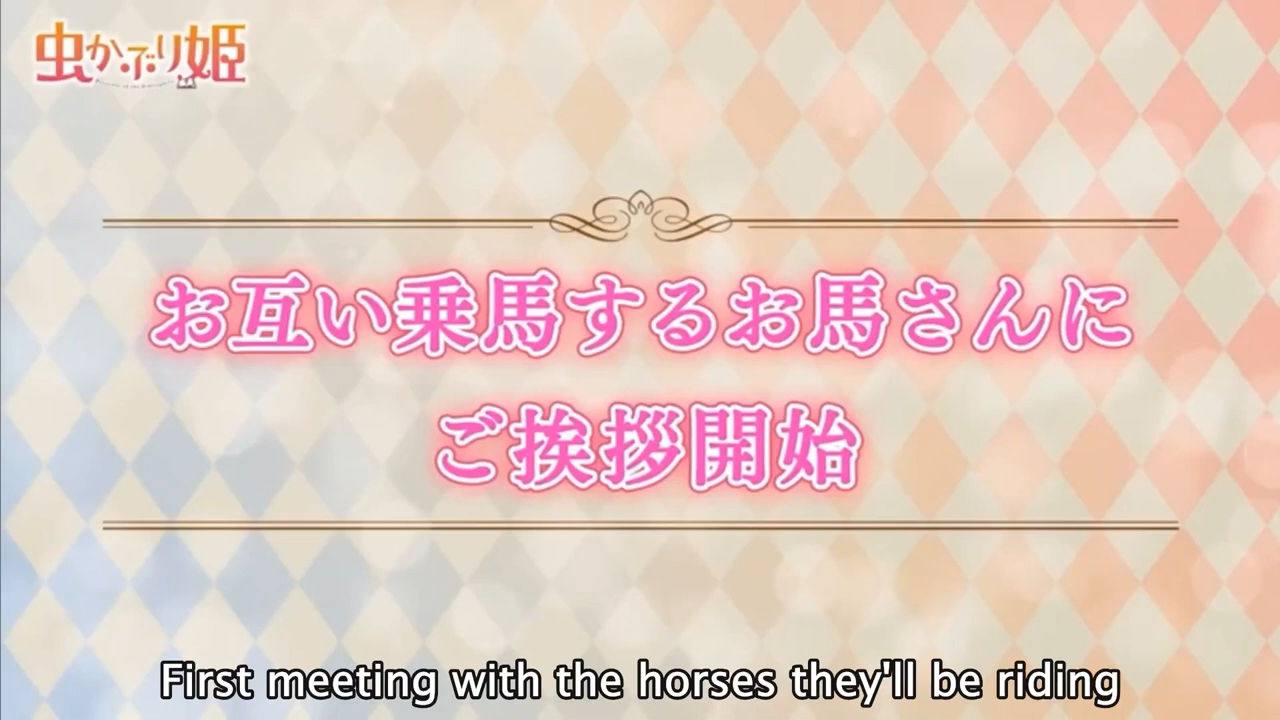 虫かぶり姫
お互い乗馬するお馬さんに
ご挨拶開始
First meeting with the horses they'll be riding